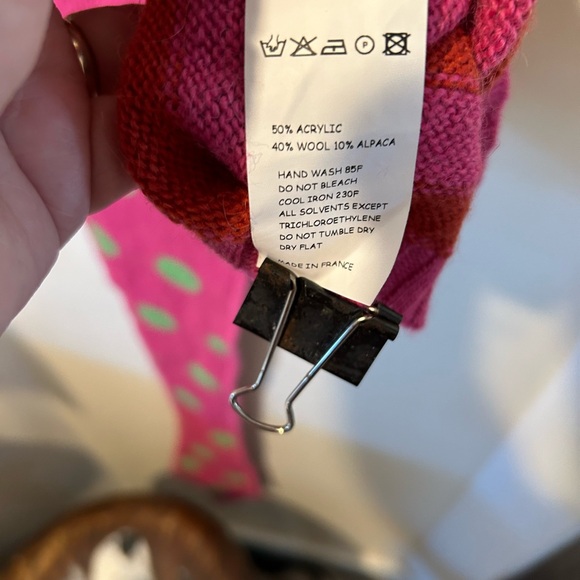 P
50% ACRYLIC
40% WOOL 10% ALPACA
HAND WASH 85F
DO NOT BLEACH
COOL IRON 230F
ALL SOLVENTS EXCEPT
TRICHLOROETHYLENE
DO NOT TUMBLE DRY
DRY FLAT
MADE IN FRANCE